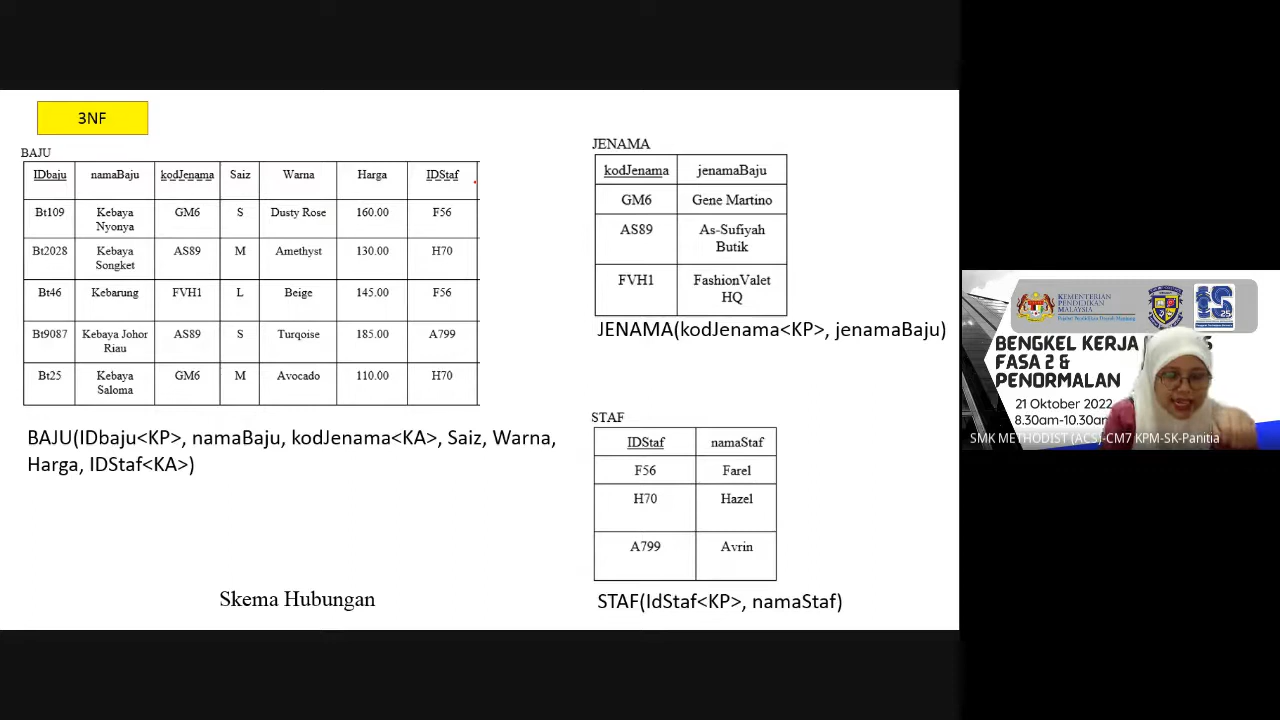 3NF
BAJU
IDbaju namaBaju kodJenama Saiz Warna Harga IDStaf
Bt109 Kebaya Nyonya GM6 S Dusty Rose 160.00 F56
Bt2028 Kebaya Songket AS89 M Amethyst 130.00 H70
Bt46 Kebarung FVH1 L Beige 145.00 F56
Bt9087 Kebaya Johor Riau AS89 S Turqoise 185.00 A799
Bt25 Kebaya Saloma GM6 M Avocado 110.00 H70
BAJU(IDbaju<KP>, namaBaju, kodJenama<KA>, Saiz, Warna,
Harga, IDStaf<KA>)
Skema Hubungan
JENAMA
kodJenama jenamaBaju
GM6 Gene Martino
AS89 As-Sufiyah Butik
FVH1 FashionValet HQ
JENAMA(kodJenama<KP>, jenamaBaju)
STAF
IDStaf namaStaf
F56 Farel
H70 Hazel
A799 Avrin
STAF(IdStaf<KP>, namaStaf)
KEMENTERIAN
PENDIDIKAN
MALAYSIA
25
BENGKEL KERJA
FASA 2 &
PENORMALAN
21 Oktober 2022
8.30am-10.30am
SMK METHODIST (ACS)-CM7 KPM-SK-Panitia